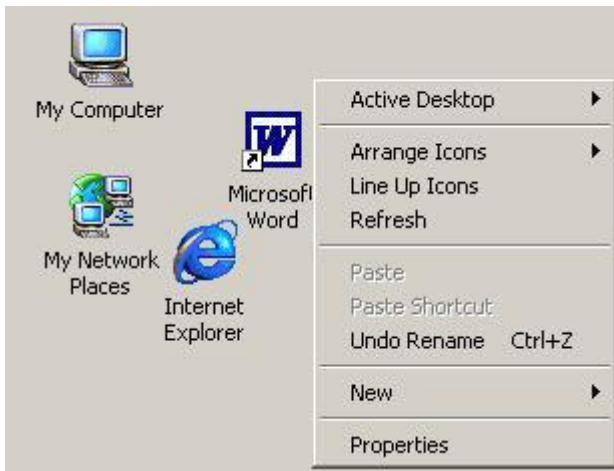 My Computer
Microsoft
Word
My Network
Places
Internet
Explorer
Active Desktop
Arrange Icons
Line Up Icons
Refresh
Paste
Paste Shortcut
Undo Rename Ctrl+Z
New
Properties